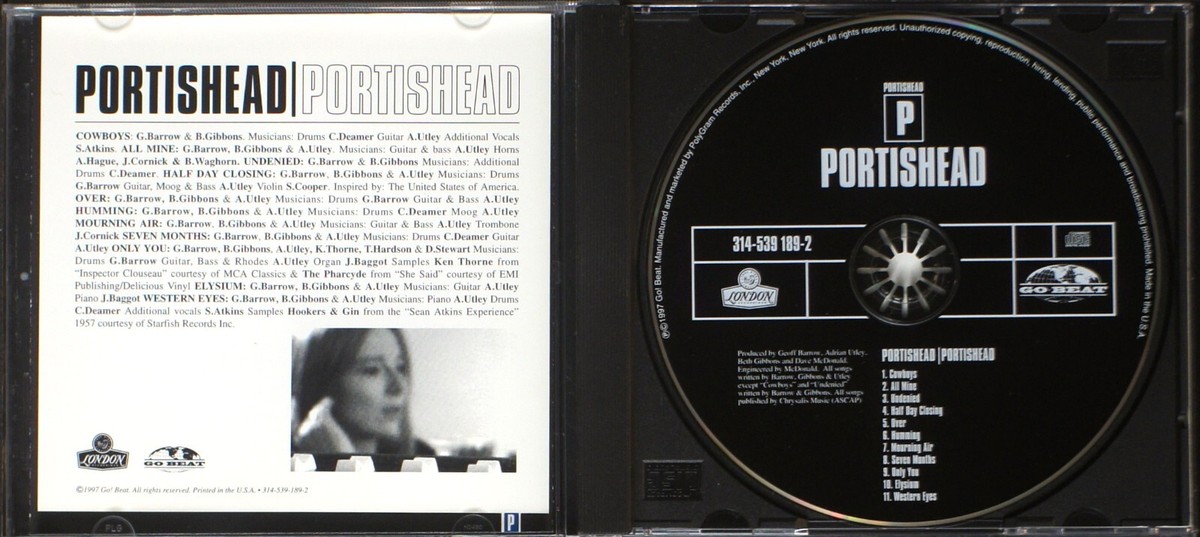 PORTISHEAD|PORTISHEAD
COWBOYS: G.Barrow & B.Gibbons. Musicians: Drums C.Deamer Guitar A.Utley Additional Vocals
S.Atkins. ALL MINE: G.Barrow, B.Gibbons & A.Utley. Musicians: Guitar & bass A.Utley Horns
A.Hague, J.Cornick & B.Waghorn. UNDENIED: G.Barrow & B.Gibbons Musicians: Additional
Drums C.Deamer. HALF DAY CLOSING: G.Barrow, B.Gibbons & A.Utley Musicians: Drums
G.Barrow Guitar, Moog & Bass A.Utley Violin S.Cooper. Inspired by: The United States of America.
OVER: G.Barrow, B.Gibbons & A.Utley Musicians: Drums G.Barrow Guitar & Bass A.Utley
HUMMING: G.Barrow, B.Gibbons & A.Utley Musicians: Drums C.Deamer Moog A.Utley
MOURNING AIR: G.Barrow, B.Gibbons & A.Utley Musicians: Guitar & Bass A.Utley Trombone
J.Cornick SEVEN MONTHS: G.Barrow, B.Gibbons & A.Utley Musicians: Drums C.Deamer Guitar
A.Utley ONLY YOU: G.Barrow, B.Gibbons, A.Utley, K.Thorne, T.Hardson & D.Stewart Musicians:
Drums G.Barrow Guitar, Bass & Rhodes A.Utley Organ J.Baggot Samples Ken Thorne from
"Inspector Clouseau" courtesy of MCA Classics & The Pharcyde from "She Said" courtesy of EMI
Publishing/Delicious Vinyl ELYSIUM: G.Barrow, B.Gibbons & A.Utley Musicians: Guitar A.Utley
Piano J.Baggot WESTERN EYES: G.Barrow, B.Gibbons & A.Utley Musicians: Piano A.Utley Drums
C.Deamer Additional vocals S.Atkins Samples Hookers & Gin from the "Sean Atkins Experience"
1957 courtesy of Starfish Records Inc.
LONDON
GO BEAT
©1997 Go! Beat. All rights reserved. Printed in the U.S.A. • 314-539-189-2
PLG
P
℗©1997 Go! Beat. Manufactured and marketed by PolyGram Records, Inc., New York, New York. All rights reserved. Unauthorized copying, reproduction, hiring, lending, public performance and broadcasting prohibited. Made in the U.S.A.
PORTISHEAD
P
PORTISHEAD
314-539 189-2
LONDON
GO BEAT
Produced by Geoff Barrow, Adrian Utley,
Beth Gibbons and Dave McDonald.
Engineered by McDonald. All songs
written by Barrow, Gibbons & Utley
except "Cowboys" and "Undenied"
written by Barrow & Gibbons. All songs
published by Chrysalis Music (ASCAP)
PORTISHEAD|PORTISHEAD
1. Cowboys
2. All Mine
3. Undenied
4. Half Day Closing
5. Over
6. Humming
7. Mourning Air
8. Seven Months
9. Only You
10. Elysium
11. Western Eyes